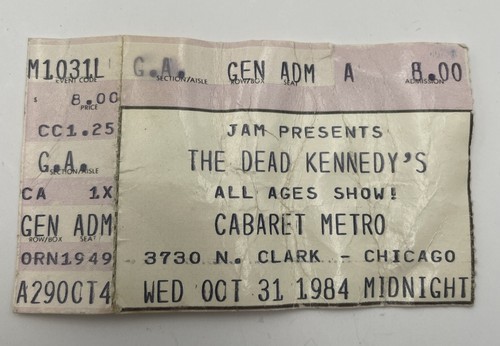 M1031L
EVENT CODE
8.00
PRICE
CC1.25
G.A.
SECTION/AISLE
CA 1X
GEN ADM
ROW/BOX SEAT
ORN1949
A29OCT4
G.A. GEN ADM A 8.00
SECTION/AISLE ROW/BOX SEAT ADMISSION
JAM PRESENTS
THE DEAD KENNEDY'S
ALL AGES SHOW!
CABARET METRO
3730 N. CLARK - CHICAGO
WED OCT 31 1984 MIDNIGHT